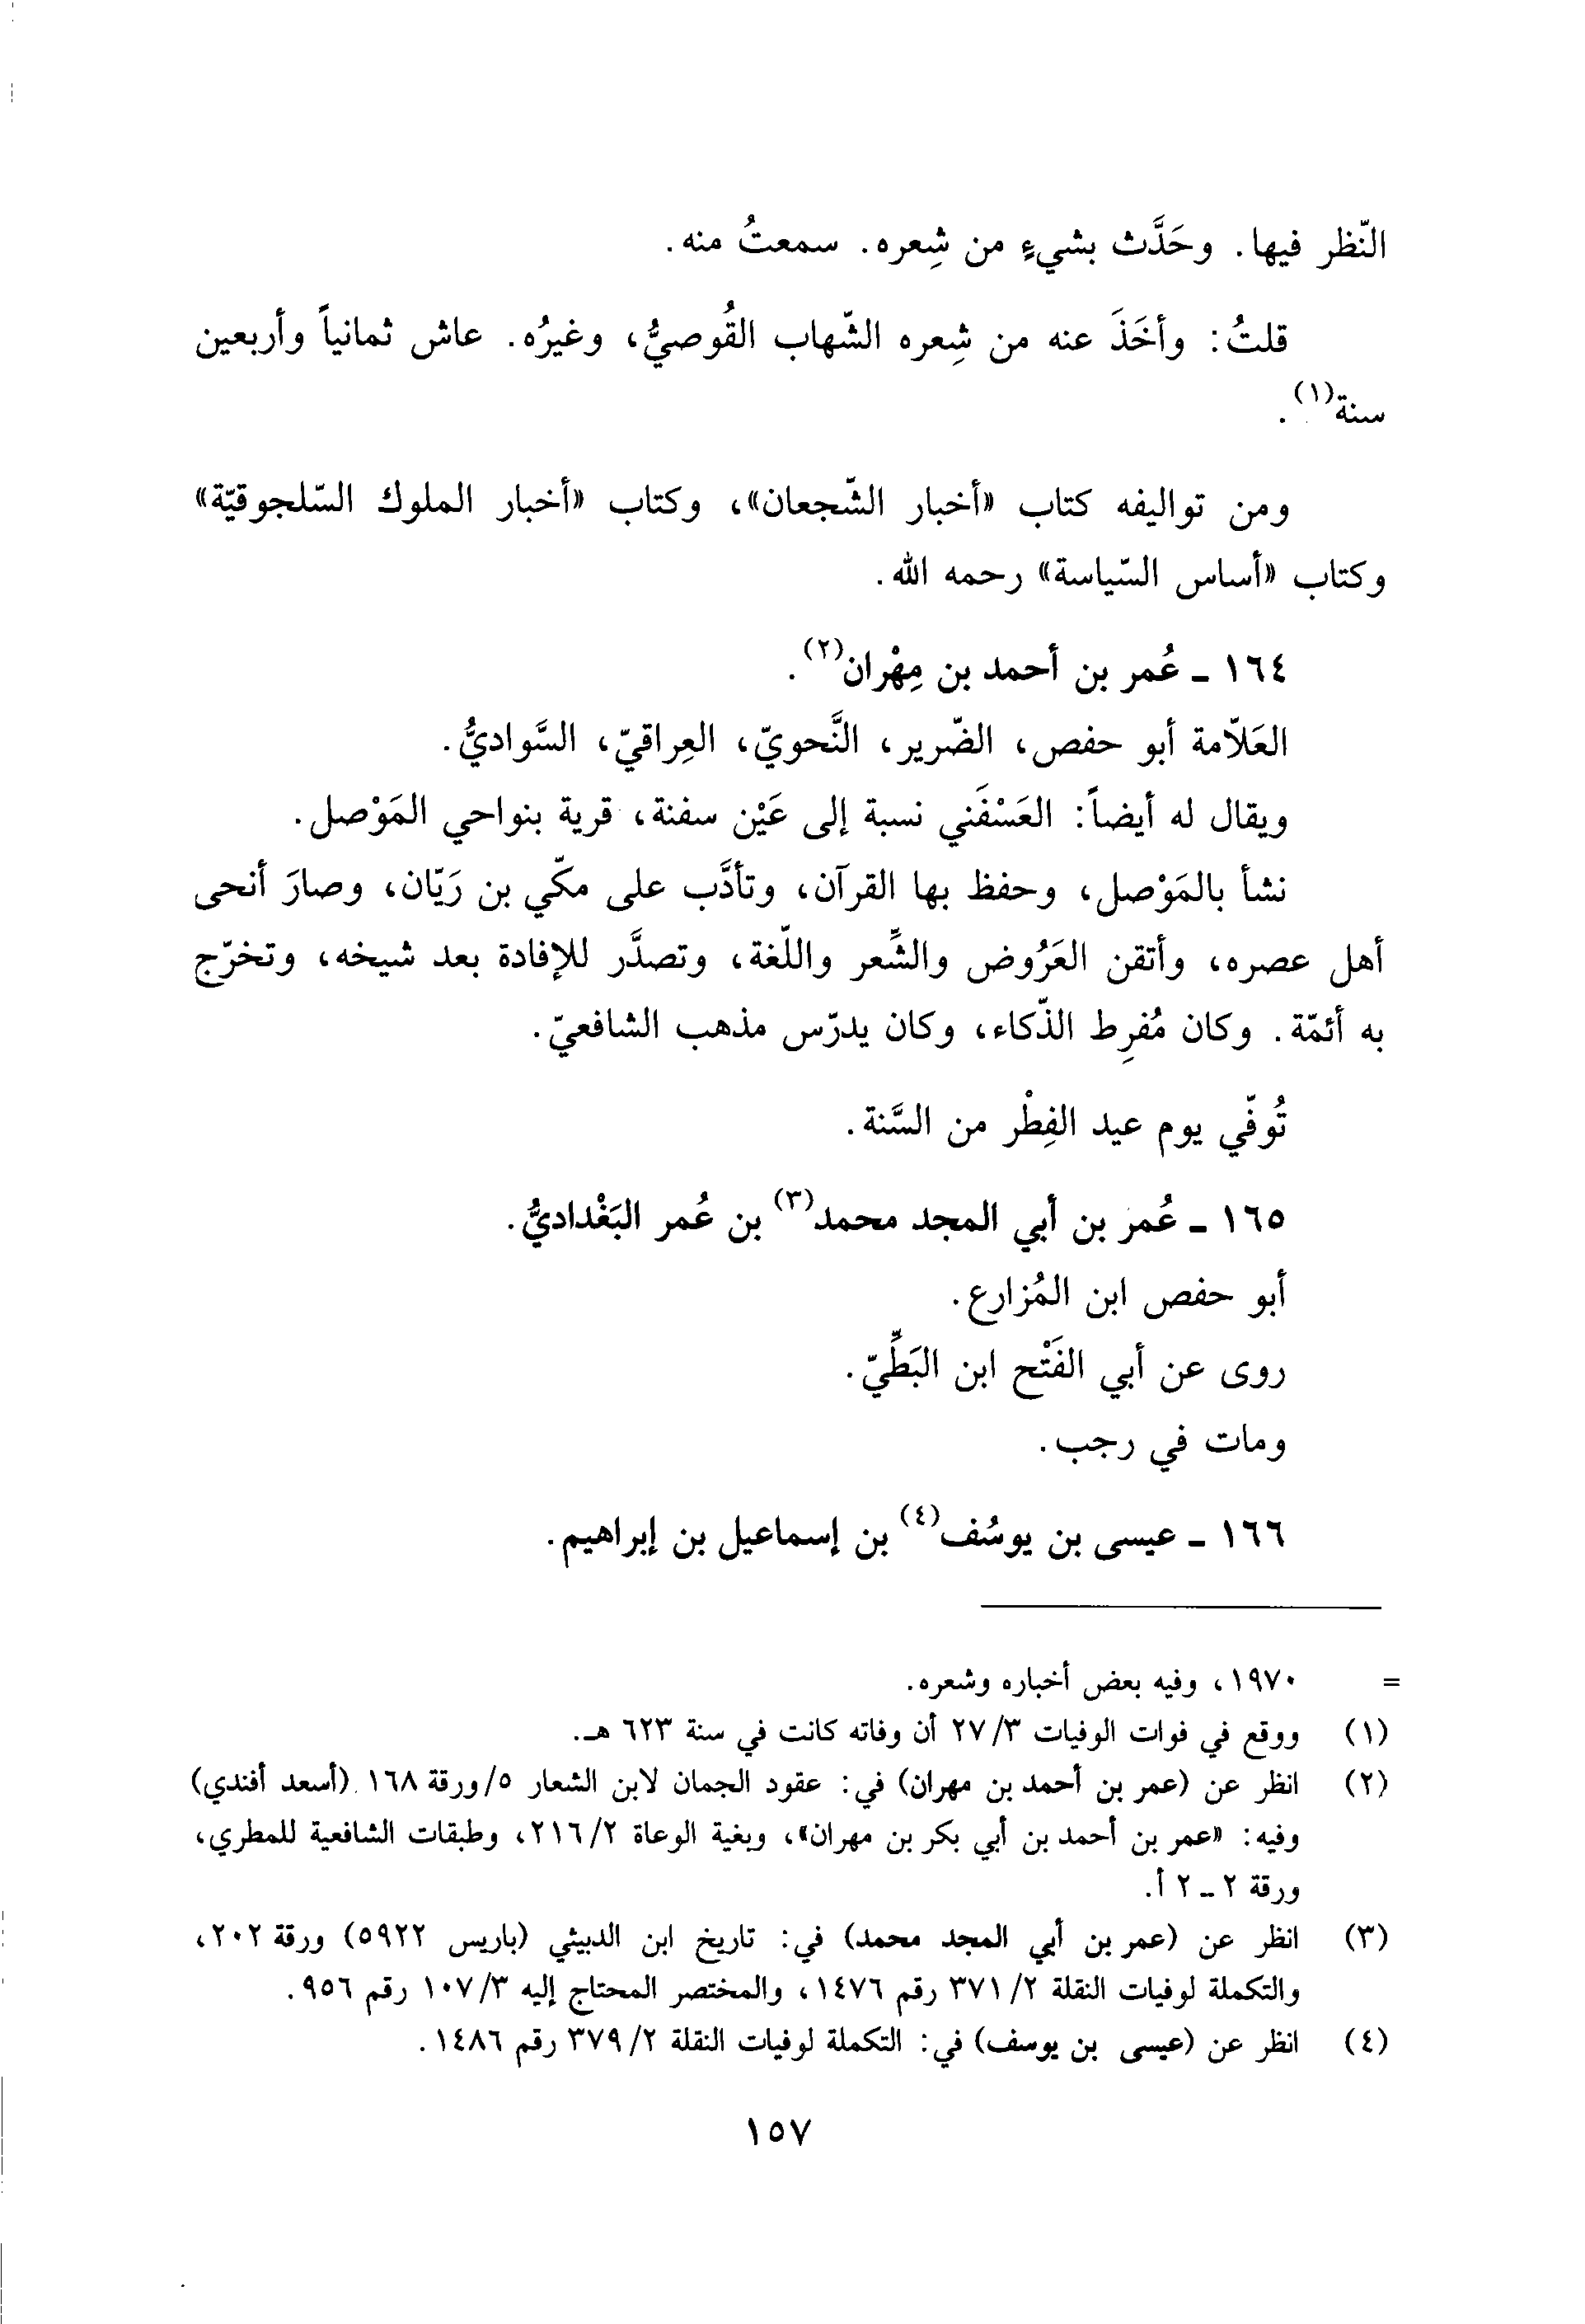 النّظر فيها. وحَدَّث بشيءٍ من شِعره. سمعتُ منه.
قلتُ: وأخَذَ عنه من شِعره الشّهاب القُوصيُّ، وغيرُه. عاش ثمانياً وأربعين
سنة(١).
ومن تواليفه كتاب «أخبار الشّجعان»، وكتاب «أخبار الملوك السّلجوقيّة»
وكتاب «أساس السّياسة» رحمه الله.
١٦٤ ـ عُمر بن أحمد بن مِهْران(٢).
العَلاّمة أبو حفص، الضّرير، النَّحويّ، العِراقيّ، السَّواديُّ.
ويقال له أيضاً: العَسْفَني نسبة إلى عَيْن سفنة، قرية بنواحي المَوْصل.
نشأ بالمَوْصل، وحفظ بها القرآن، وتأدَّب على مكّي بن رَيّان، وصارَ أنحى
أهل عصره، وأتقن العَرُوض والشِّعر واللّغة، وتصدَّر للإفادة بعد شيخه، وتخرّج
به أئمّة. وكان مُفرِط الذّكاء، وكان يدرّس مذهب الشافعيّ.
تُوفّي يوم عيد الفِطْر من السَّنة.
١٦٥ ـ عُمر بن أبي المجد محمد(٣) بن عُمر البَغْداديُّ.
أبو حفص ابن المُزارع.
روى عن أبي الفَتْح ابن البَطِّيّ.
ومات في رجب.
١٦٦ ـ عيسى بن يوسُف(٤) بن إسماعيل بن إبراهيم.
= ١٩٧٠، وفيه بعض أخباره وشعره.
(١) ووقع في فوات الوفيات ٢٧/٣ أن وفاته كانت في سنة ٦٢٣ هـ.
(٢) انظر عن (عمر بن أحمد بن مهران) في: عقود الجمان لابن الشعار ٥/ورقة ١٦٨ (أسعد أفندي)
وفيه: «عمر بن أحمد بن أبي بكر بن مهران»، وبغية الوعاة ٢١٦/٢، وطبقات الشافعية للمطري،
ورقة ٢ ـ ٢ أ.
(٣) انظر عن (عمر بن أبي المجد محمد) في: تاريخ ابن الدبيثي (باريس ٥٩٢٢) ورقة ٢٠٢،
والتكملة لوفيات النقلة ٣٧١/٢ رقم ١٤٧٦، والمختصر المحتاج إليه ١٠٧/٣ رقم ٩٥٦.
(٤) انظر عن (عيسى بن يوسف) في: التكملة لوفيات النقلة ٣٧٩/٢ رقم ١٤٨٦.
١٥٧